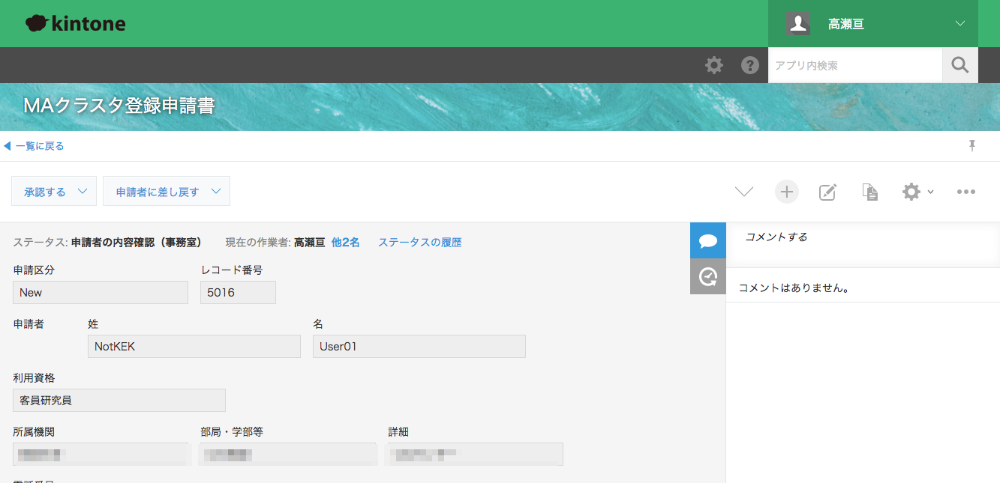 kintone
高瀬亘
?
アプリ内検索
MAクラスタ登録申請書
一覧に戻る
承認する
申請者に差し戻す
ステータス: 申請者の内容確認（事務室） 現在の作業者: 高瀬亘 他2名 ステータスの履歴
コメントする
申請区分 レコード番号
New 5016
コメントはありません。
申請者 姓 名
NotKEK User01
利用資格
客員研究員
所属機関 部局・学部等 詳細